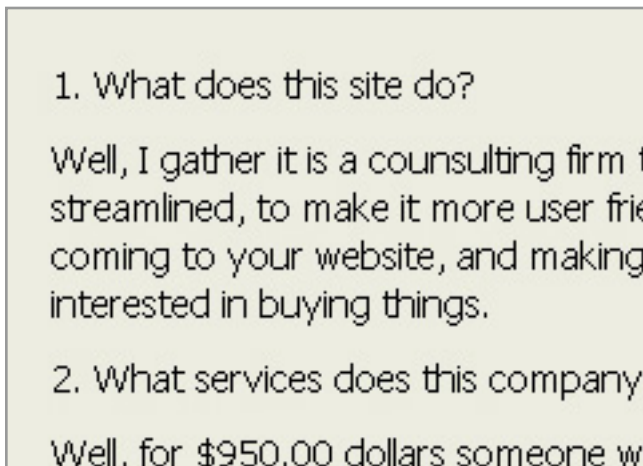 1. What does this site do?
Well, I gather it is a counsulting firm
streamlined, to make it more user
coming to your website, and making
interested in buying things.
2. What services does this company
Well, for $950.00 dollars someone